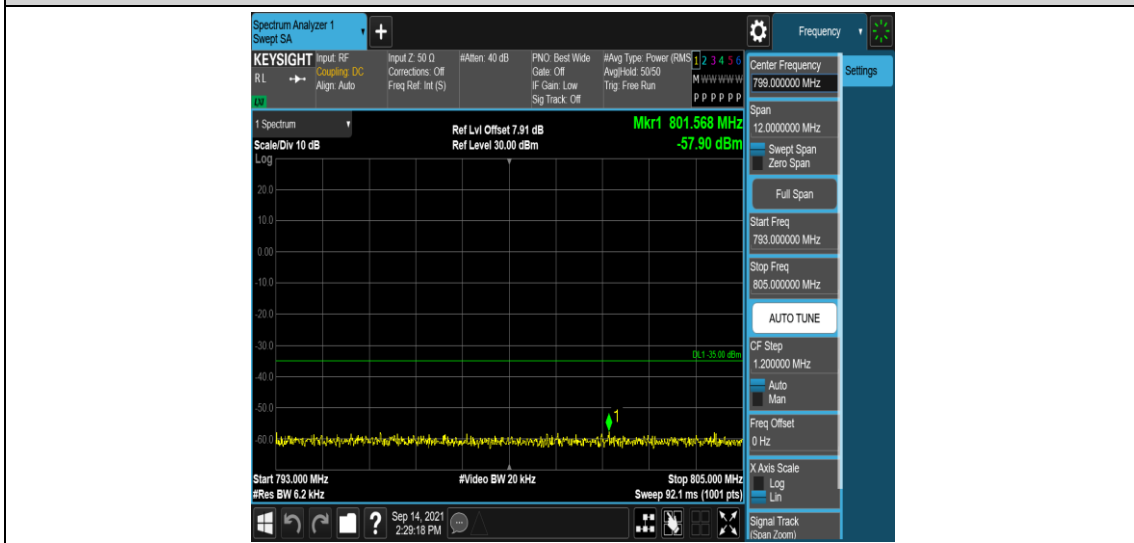 Spectrum Analyzer 1
Swept SA
+
Frequency
KEYSIGHT
RL
Input: RF
Coupling: DC
Align: Auto
Input Z: 50 Ω
Corrections: Off
Freq Ref: Int (S)
#Atten: 40 dB
PNO: Best Wide
Gate: Off
IF Gain: Low
Sig Track: Off
#Avg Type: Power (RMS
Avg|Hold: 50/50
Trig: Free Run
1 2 3 4 5 6
M W W W W W
P P P P P P
Center Frequency
799.000000 MHz
Settings
1 Spectrum
Scale/Div 10 dB
Ref Lvl Offset 7.91 dB
Ref Level 30.00 dBm
Mkr1 801.568 MHz
-57.90 dBm
Span
12.0000000 MHz
Swept Span
Zero Span
Full Span
Start Freq
793.000000 MHz
Stop Freq
805.000000 MHz
AUTO TUNE
CF Step
1.200000 MHz
Auto
Man
Freq Offset
0 Hz
X Axis Scale
Log
Lin
Signal Track
(Span Zoom)
Log
20.0
10.0
0.00
-10.0
-20.0
-30.0
DL1 -35.00 dBm
-40.0
-50.0
1
-60.0
Start 793.000 MHz
#Video BW 20 kHz
Stop 805.000 MHz
#Res BW 6.2 kHz
Sweep 92.1 ms (1001 pts)
?
Sep 14, 2021
2:29:18 PM